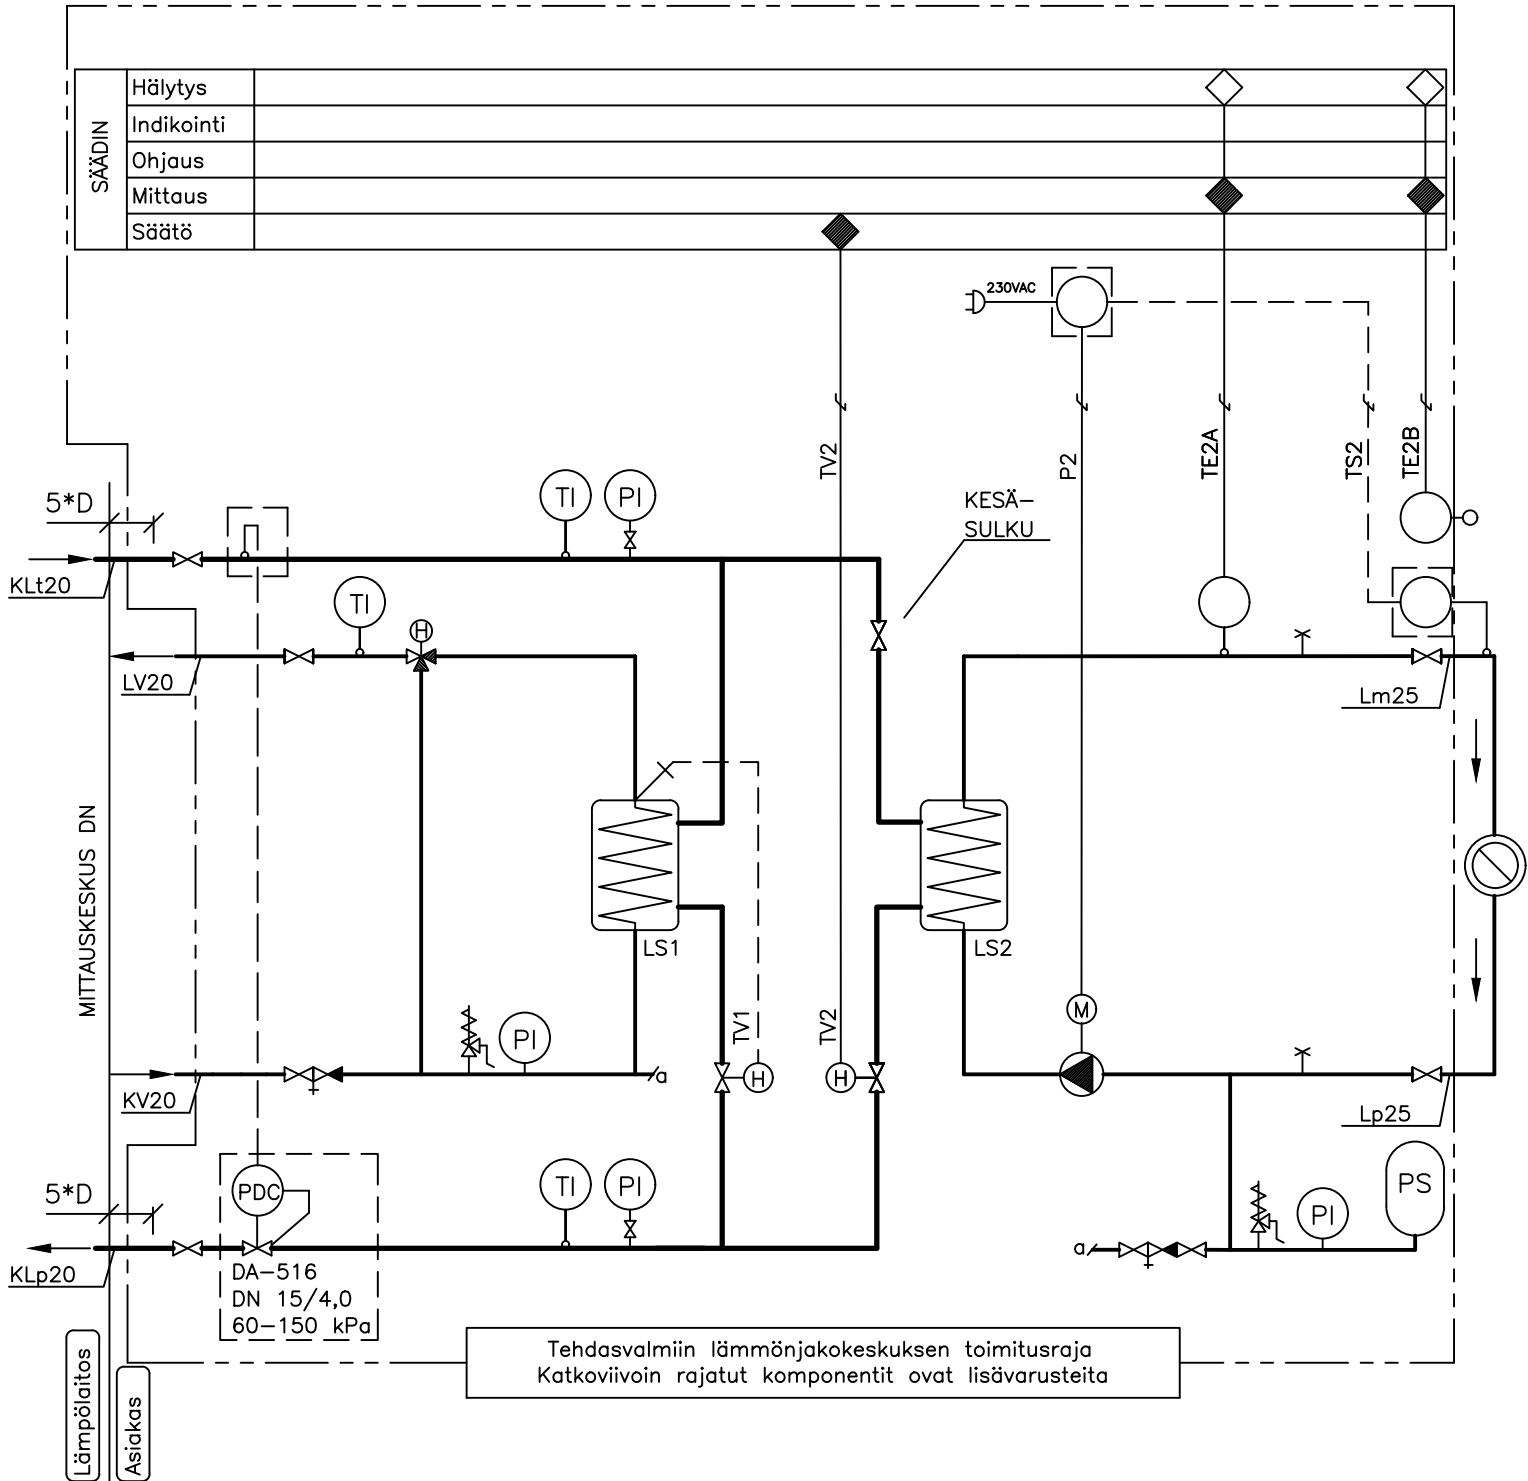 SÄÄDIN
Hälytys
Indikointi
Ohjaus
Mittaus
Säätö
230VAC
TV2
P2
TE2A
TS2
TE2B
5*D
TI
PI
KESÄ-
SULKU
KLt20
TI
H
LV20
Lm25
MITTAUSKESKUS DN
LS1
LS2
TV1
TV2
M
PI
a
H
H
KV20
Lp25
5*D
PDC
TI
PI
PI
PS
a
KLp20
DA-516
DN 15/4,0
60-150 kPa
Tehdasvalmiin lämmönjakokeskuksen toimitusraja
Katkoviivoin rajatut komponentit ovat lisävarusteita
Lämpölaitos
Asiakas